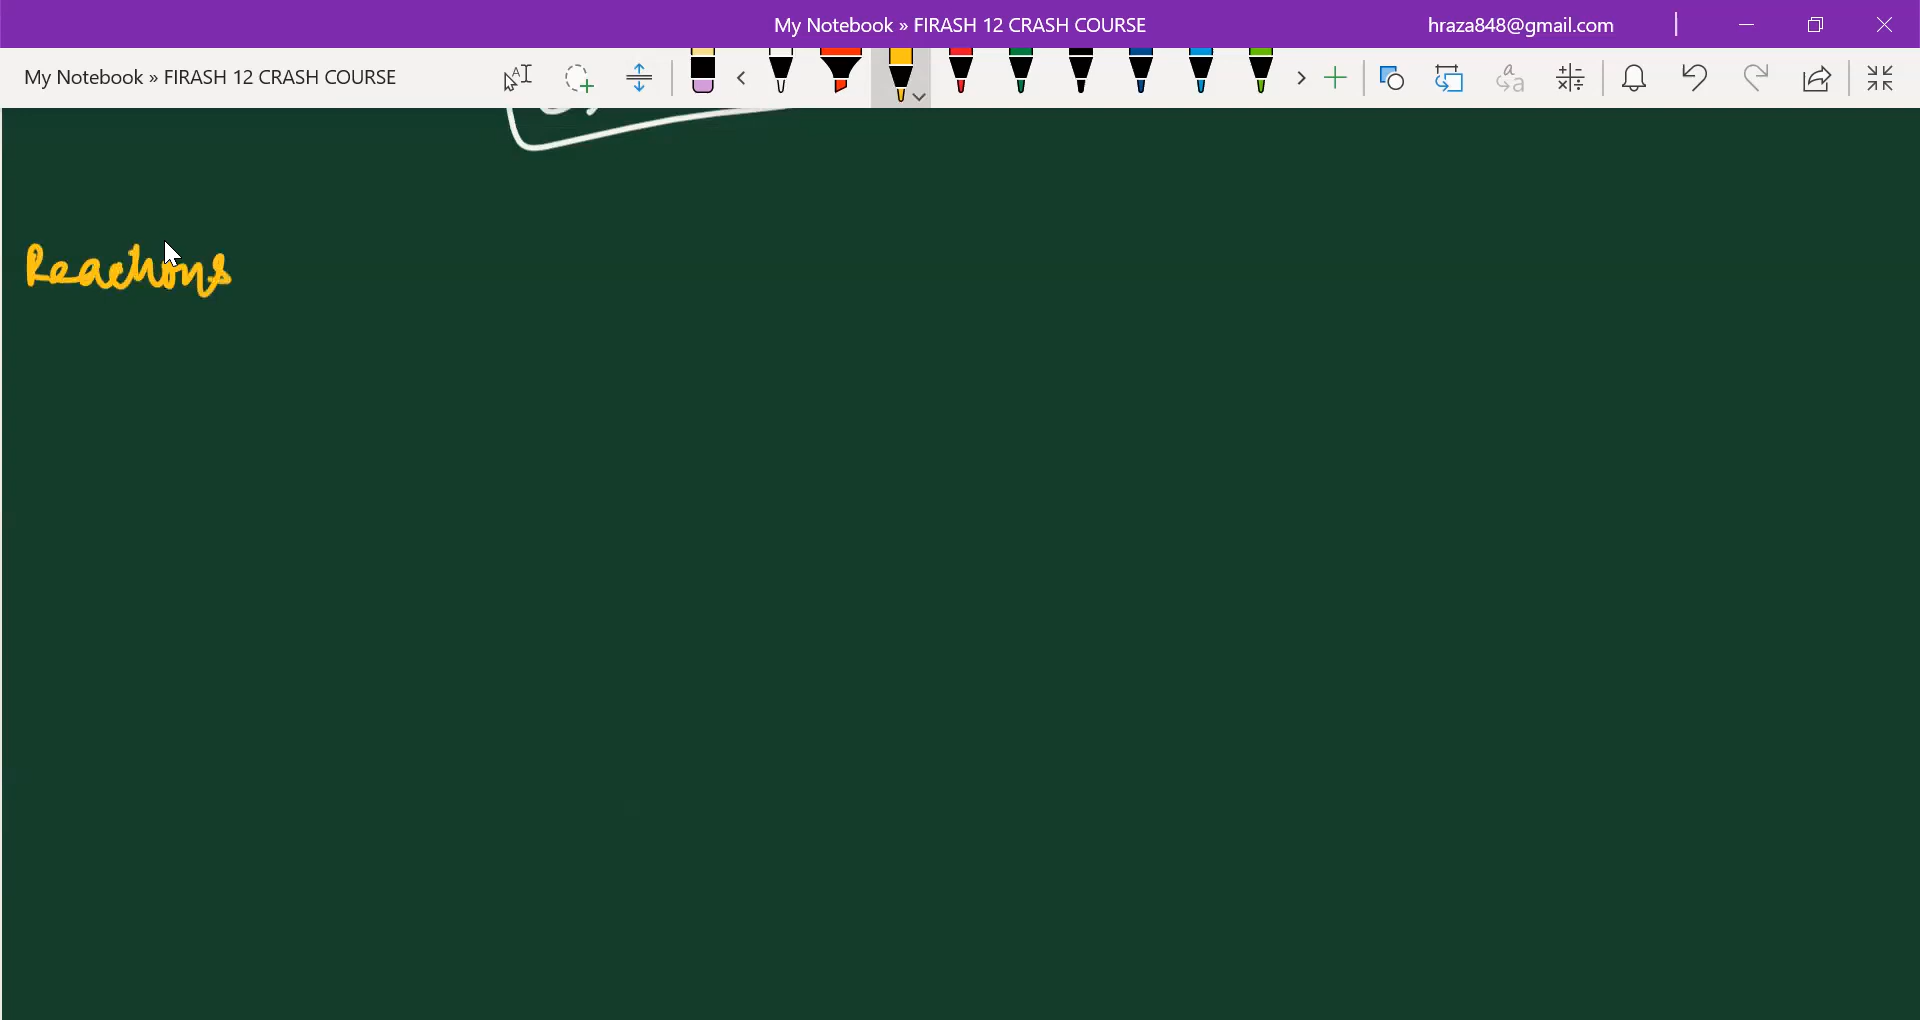 My Notebook » FIRASH 12 CRASH COURSE
hraza848@gmail.com
My Notebook » FIRASH 12 CRASH COURSE
Reactions